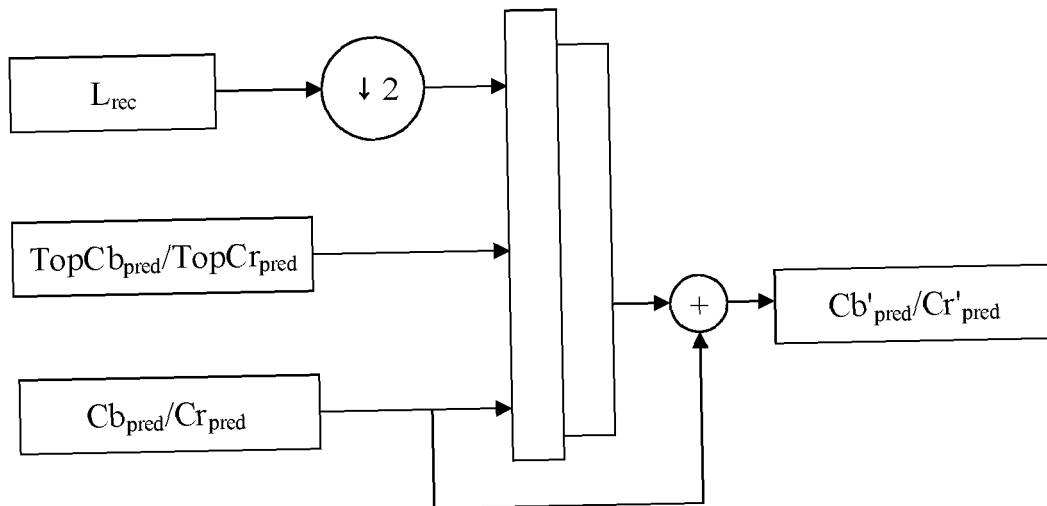 L_rec
↓ 2
TopCb_pred/TopCr_pred
+
Cb'_pred/Cr'_pred
Cb_pred/Cr_pred